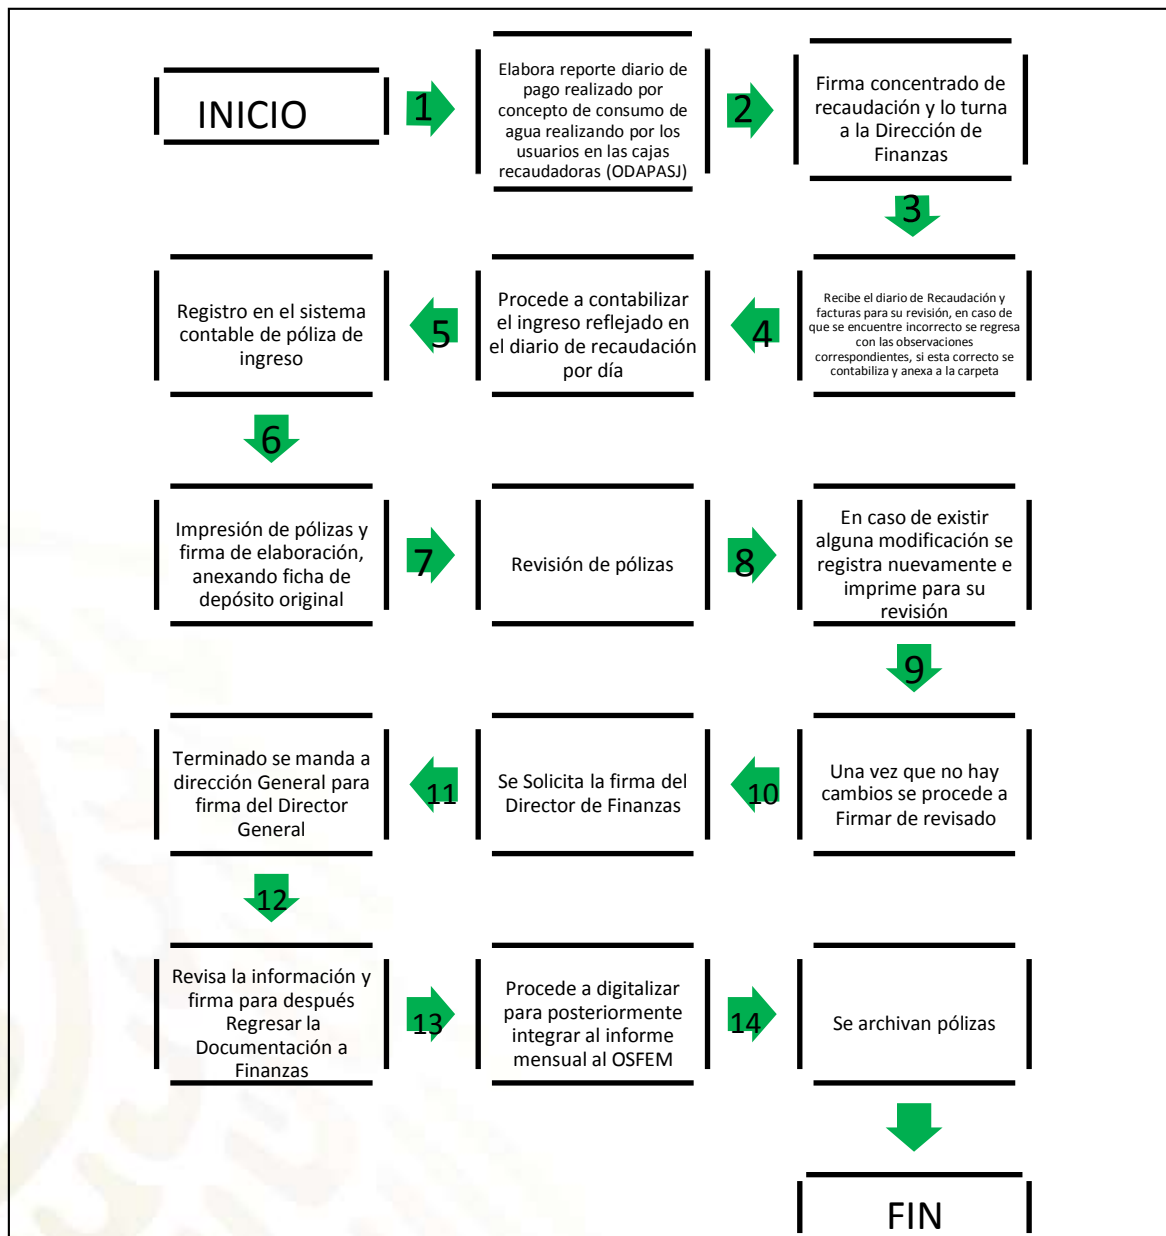 INICIO
1
Elabora reporte diario de
pago realizado por
concepto de consumo de
agua realizando por los
usuarios en las cajas
recaudadoras (ODAPASJ)
2
Firma concentrado de
recaudación y lo turna
a la Dirección de
Finanzas
3
Recibe el diario de Recaudación y
facturas para su revisión, en caso de
que se encuentre incorrecto se regresa
con las observaciones
correspondientes, si esta correcto se
contabiliza y anexa a la carpeta
4
Procede a contabilizar
el ingreso reflejado en
el diario de recaudación
por día
5
Registro en el sistema
contable de póliza de
ingreso
6
Impresión de pólizas y
firma de elaboración,
anexando ficha de
depósito original
7
Revisión de pólizas
8
En caso de existir
alguna modificación se
registra nuevamente e
imprime para su
revisión
9
Una vez que no hay
cambios se procede a
Firmar de revisado
10
Se Solicita la firma del
Director de Finanzas
11
Terminado se manda a
dirección General para
firma del Director
General
12
Revisa la información y
firma para después
Regresar la
Documentación a
Finanzas
13
Procede a digitalizar
para posteriormente
integrar al informe
mensual al OSFEM
14
Se archivan pólizas
FIN